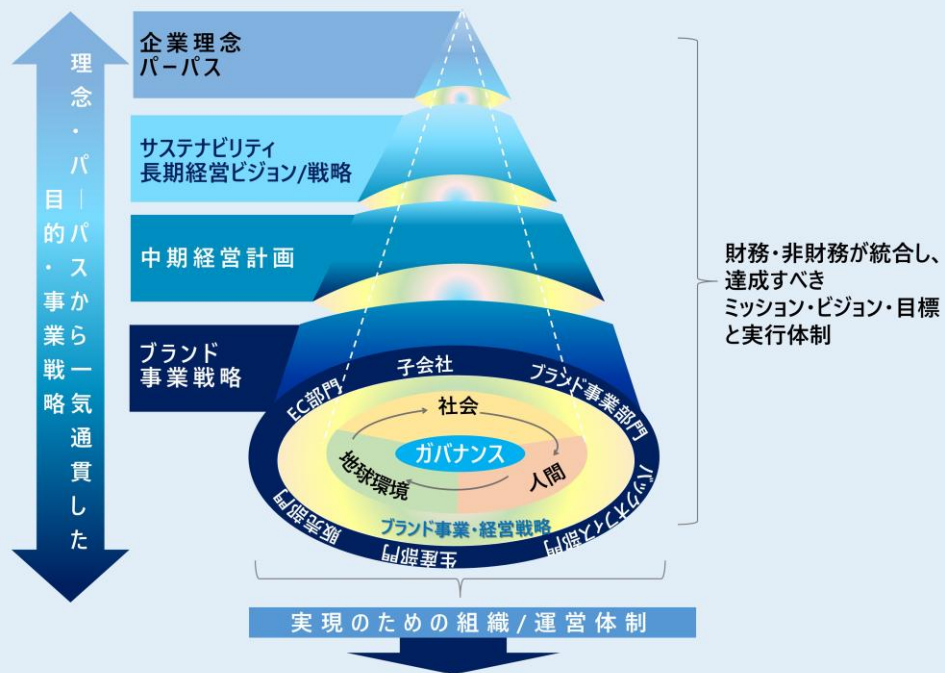 理念・パーパスから一気通貫した
目的・事業戦略
企業理念
パーパス
サステナビリティ
長期経営ビジョン/戦略
中期経営計画
ブランド
事業戦略
財務・非財務が統合し、
達成すべき
ミッション・ビジョン・目標
と実行体制
子会社
EC部門
ブランド事業部門
社会
ガバナンス
地球環境
人間
ブランド事業・経営戦略
販売部門
生産部門
バックオフィス部門
実現のための組織/運営体制